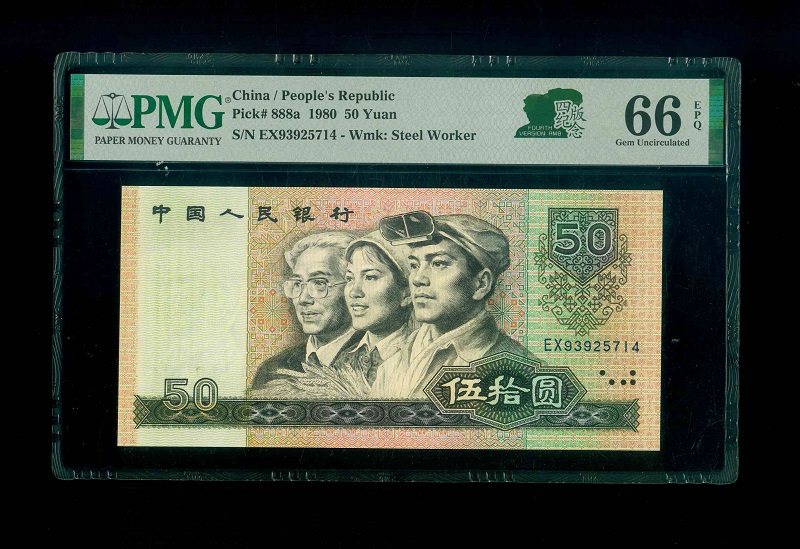 PMG®
PAPER MONEY GUARANTY
China / People's Republic
Pick# 888a 1980 50 Yuan
S/N EX93925714 - Wmk: Steel Worker
四版
纪念
FOURTH
VERSION RMB
66 EPQ
Gem Uncirculated
中国人民银行
50
EX93925714
50
伍拾圆